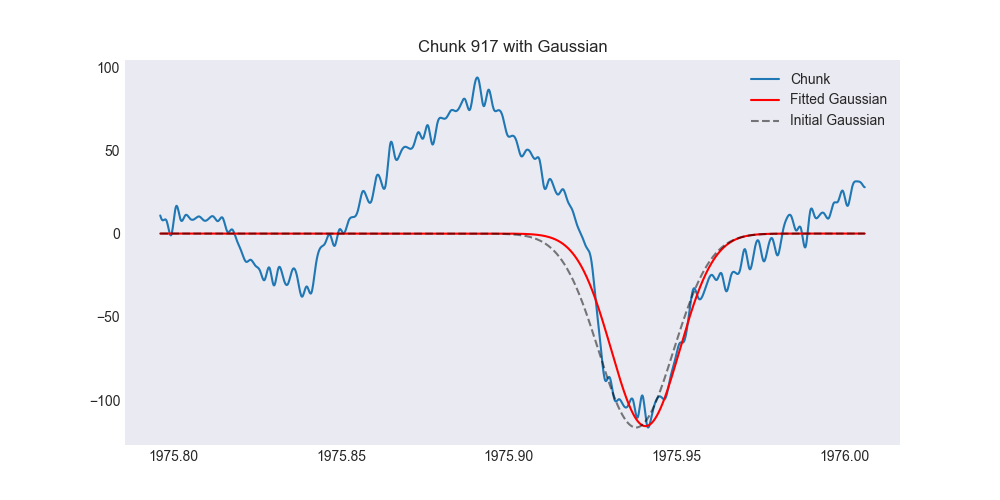 Chunk 917 with Gaussian
100
50
0
−50
−100
Chunk
Fitted Gaussian
Initial Gaussian
1975.80 1975.85 1975.90 1975.95 1976.00